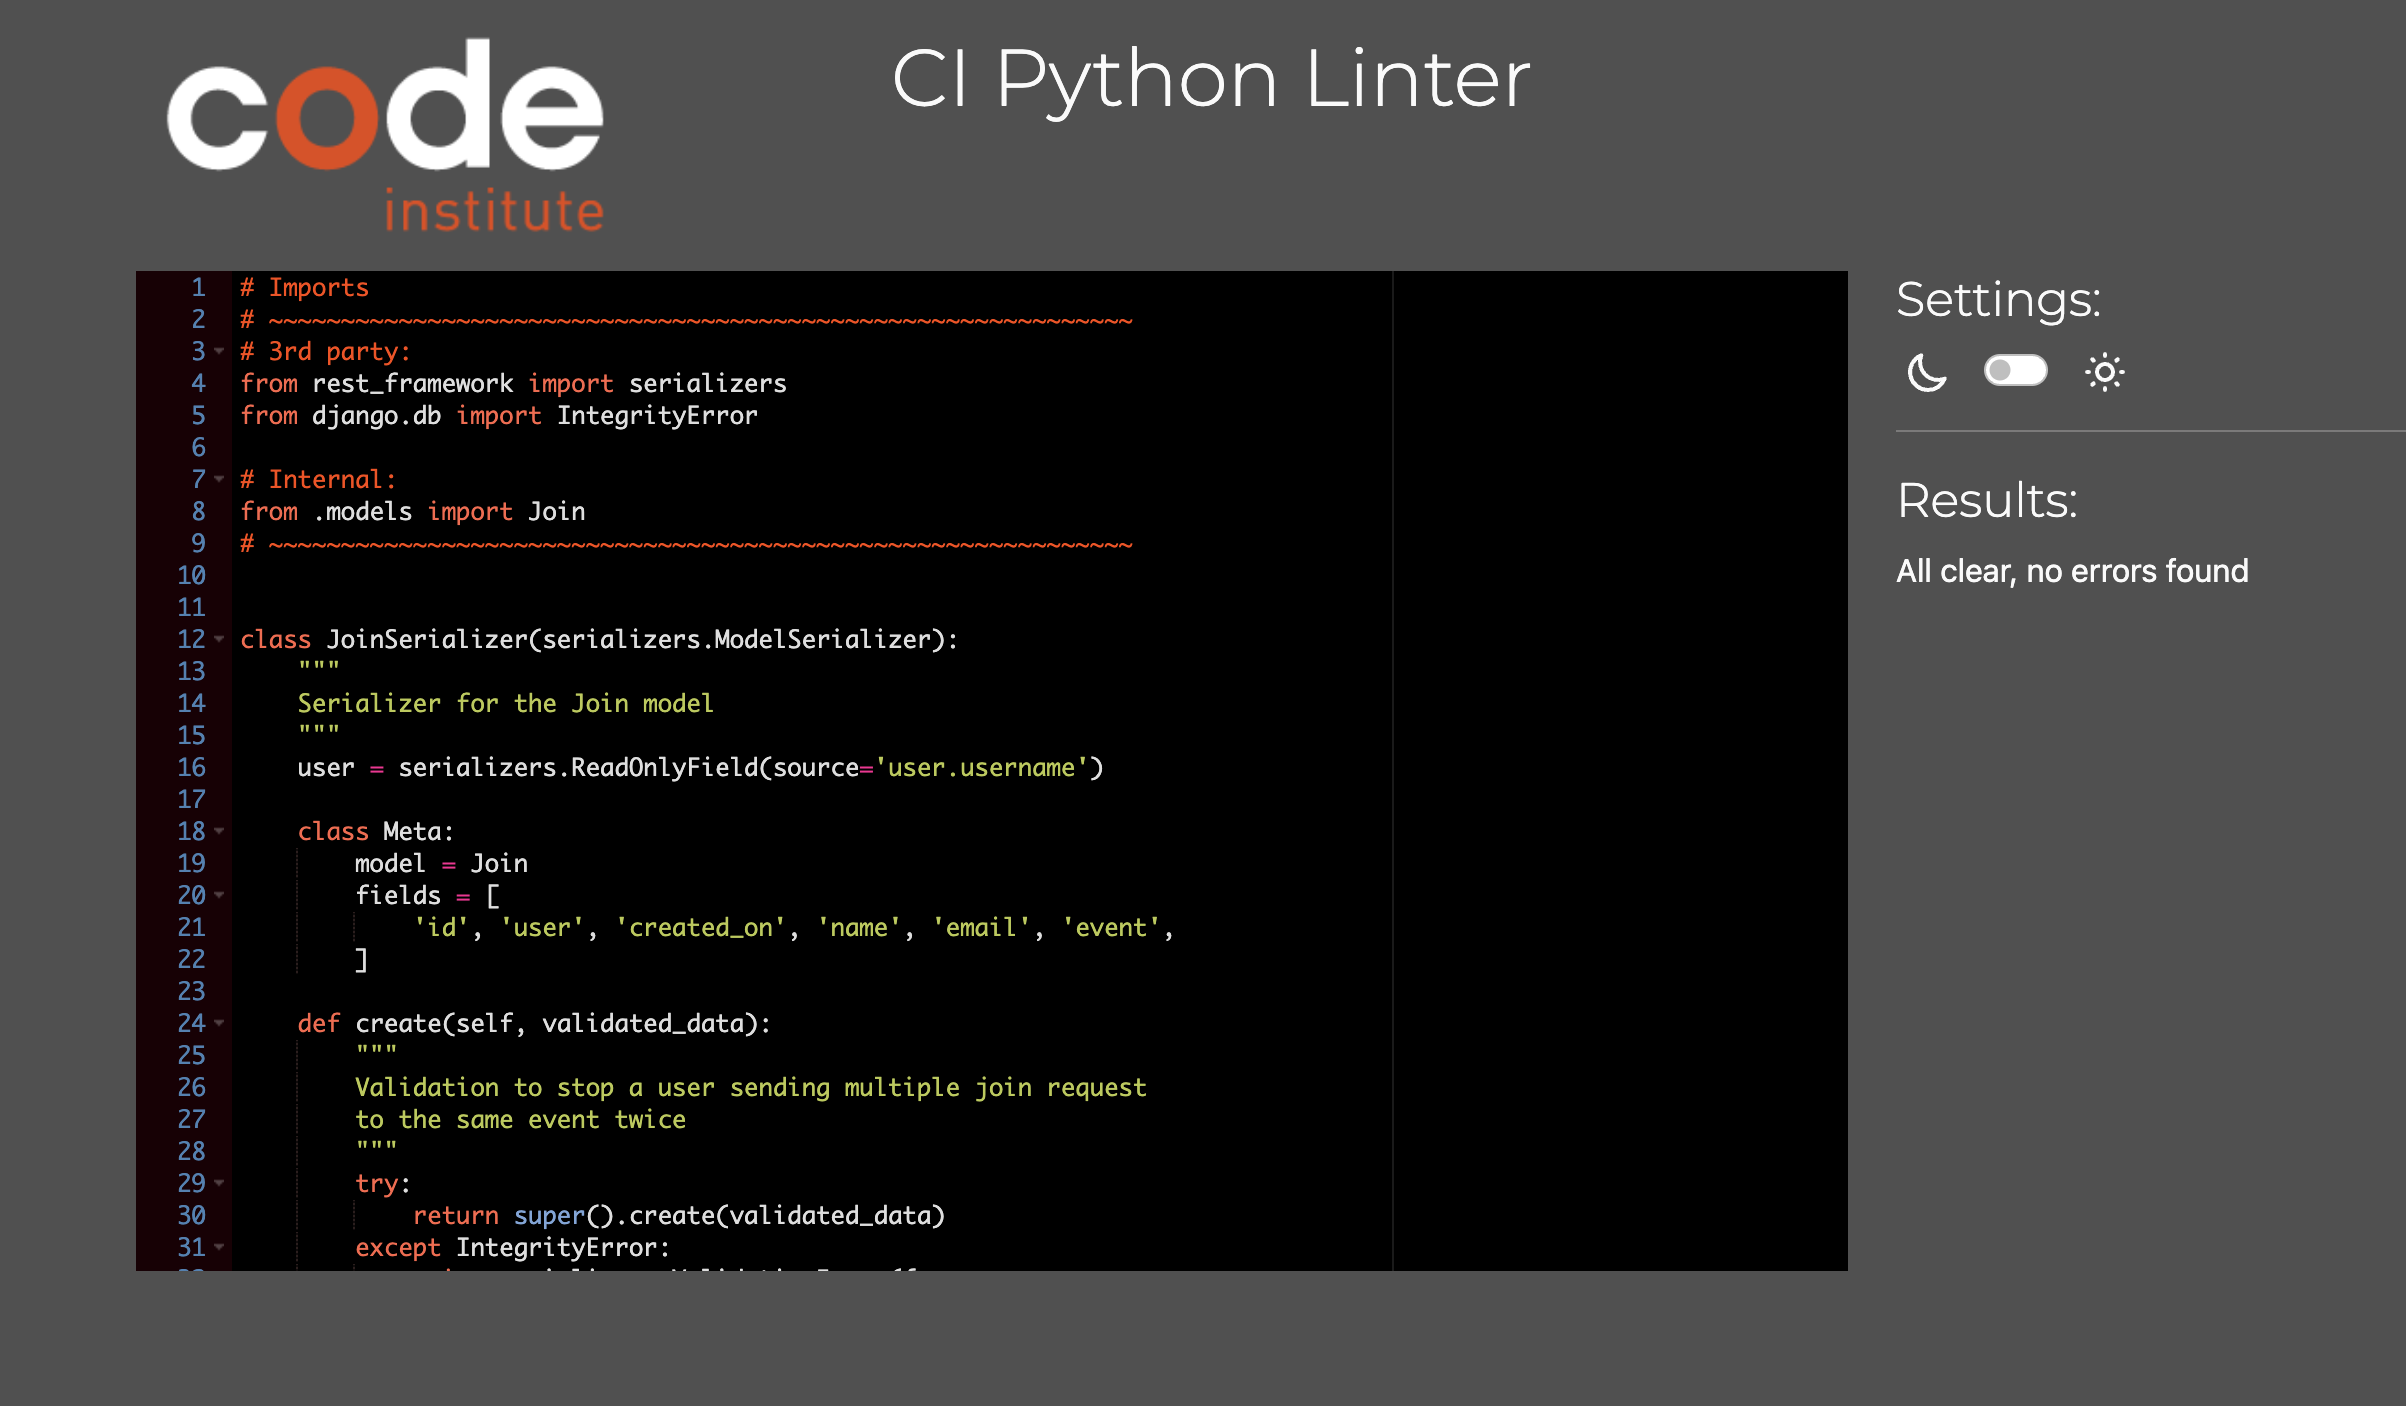 code
institute
CI Python Linter
1 # Imports
2 # ~~~~~~~~~~~~~~~~~~~~~~~~~~~~~~~~~~~~~~~~~~~~~~~~~~~~~~~~~~~~
3 # 3rd party:
4 from rest_framework import serializers
5 from django.db import IntegrityError
6
7 # Internal:
8 from .models import Join
9 # ~~~~~~~~~~~~~~~~~~~~~~~~~~~~~~~~~~~~~~~~~~~~~~~~~~~~~~~~~~~~
10
11
12 class JoinSerializer(serializers.ModelSerializer):
13     """
14     Serializer for the Join model
15     """
16     user = serializers.ReadOnlyField(source='user.username')
17
18     class Meta:
19         model = Join
20         fields = [
21             'id', 'user', 'created_on', 'name', 'email', 'event',
22         ]
23
24     def create(self, validated_data):
25         """
26         Validation to stop a user sending multiple join request
27         to the same event twice
28         """
29         try:
30             return super().create(validated_data)
31         except IntegrityError:
Settings:
Results:
All clear, no errors found